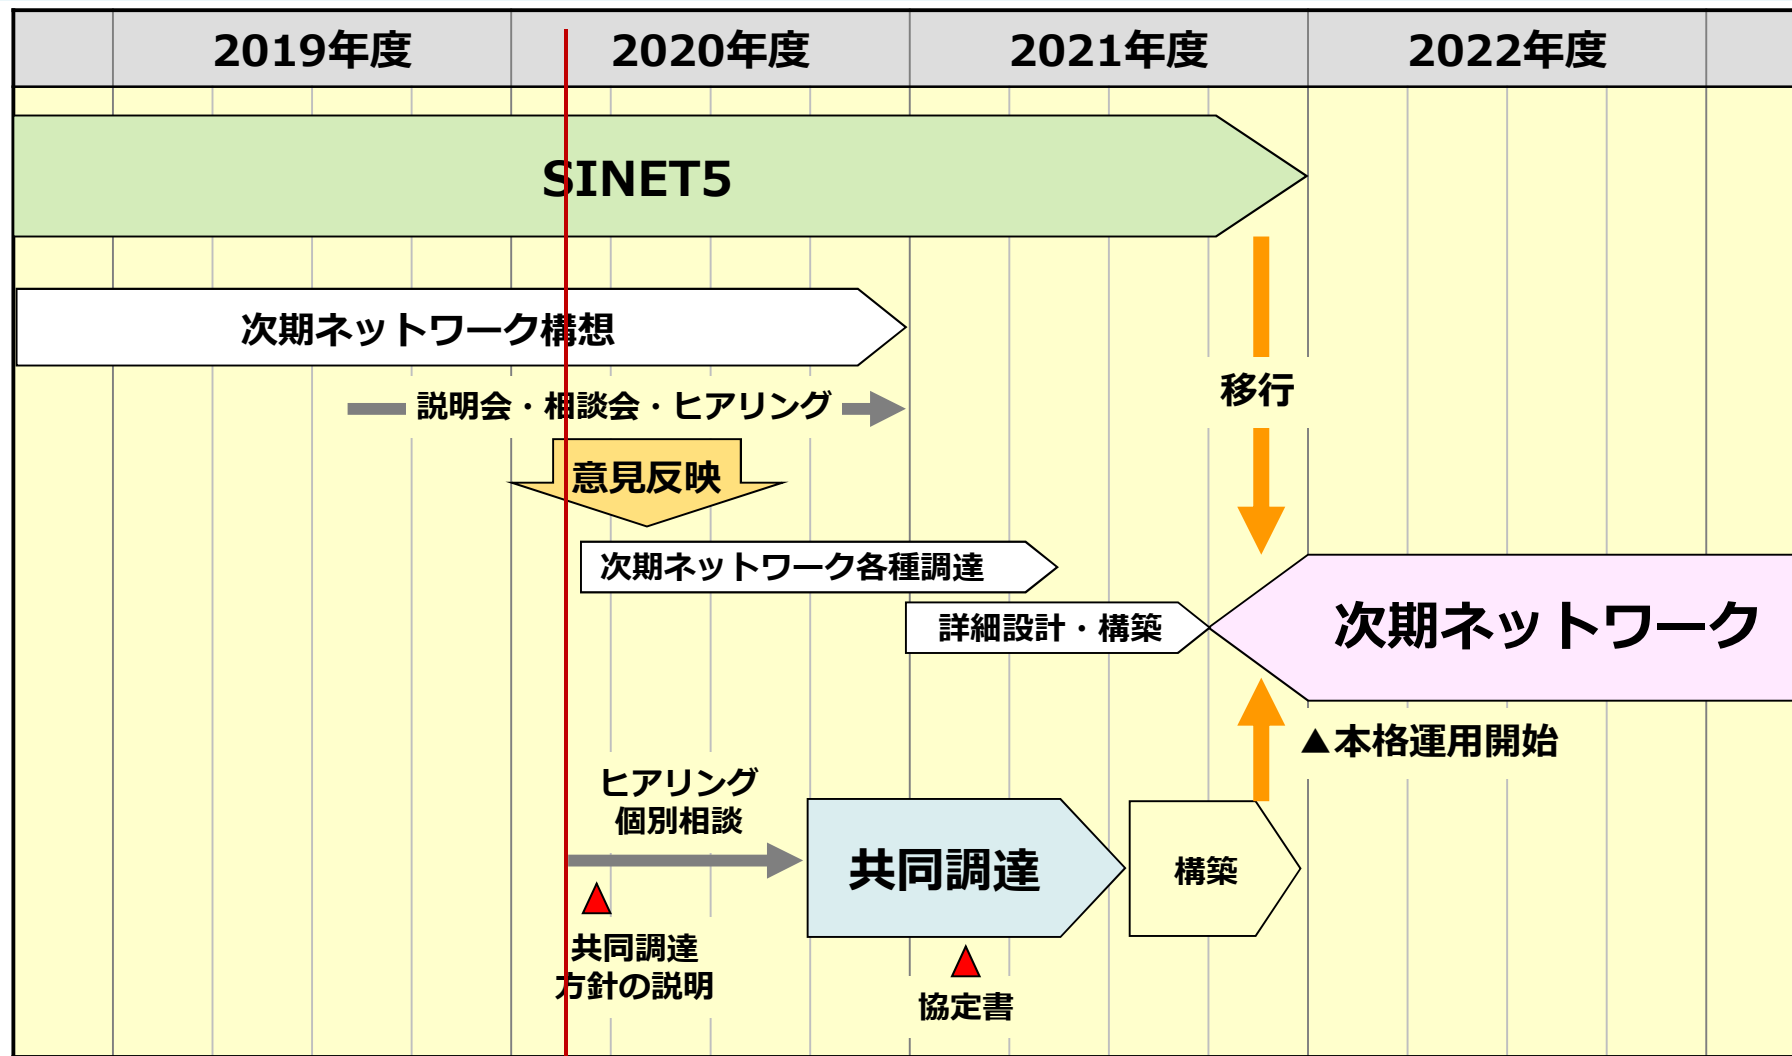 2019年度
2020年度
2021年度
2022年度
SINET5
次期ネットワーク構想
説明会・相談会・ヒアリング
移行
意見反映
次期ネットワーク各種調達
詳細設計・構築
次期ネットワーク
▲本格運用開始
ヒアリング
個別相談
共同調達
構築
共同調達
方針の説明
協定書